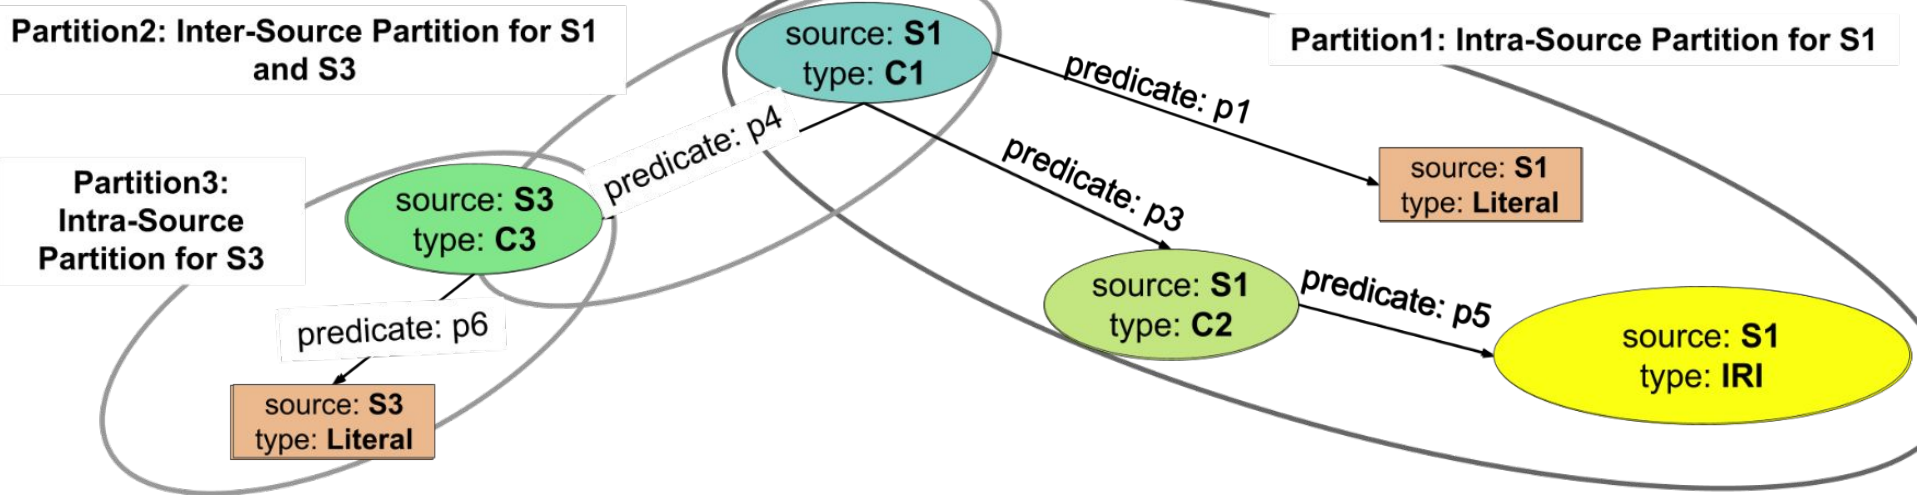 Partition2: Inter-Source Partition for S1
and S3
source: S1
type: C1
Partition1: Intra-Source Partition for S1
predicate: p1
predicate: p4
predicate: p3
source: S1
type: Literal
Partition3:
Intra-Source
Partition for S3
source: S3
type: C3
source: S1
type: C2
predicate: p5
source: S1
type: IRI
predicate: p6
source: S3
type: Literal